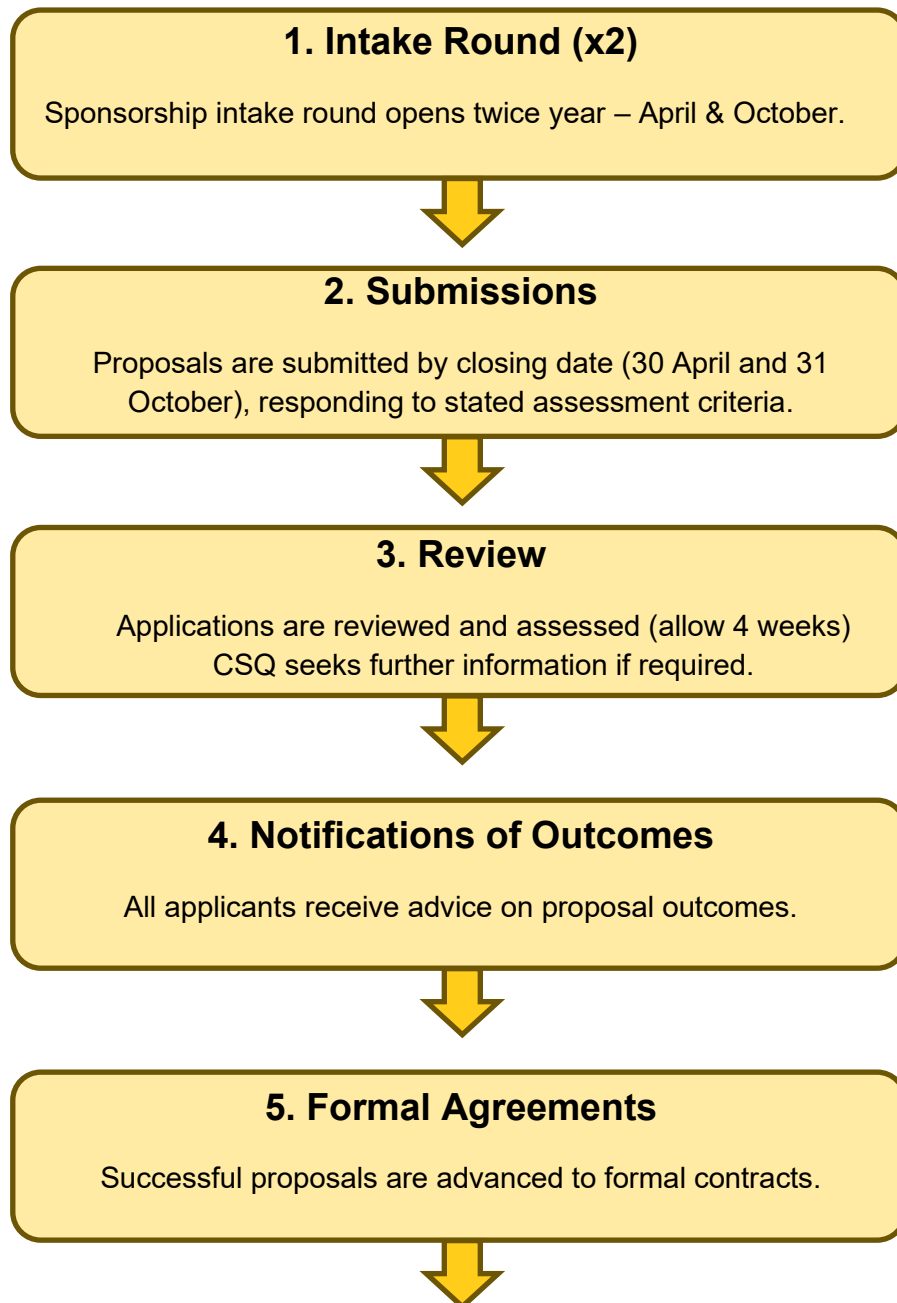 1. Intake Round (x2)
Sponsorship intake round opens twice year – April & October.
2. Submissions
Proposals are submitted by closing date (30 April and 31
October), responding to stated assessment criteria.
3. Review
Applications are reviewed and assessed (allow 4 weeks)
CSQ seeks further information if required.
4. Notifications of Outcomes
All applicants receive advice on proposal outcomes.
5. Formal Agreements
Successful proposals are advanced to formal contracts.